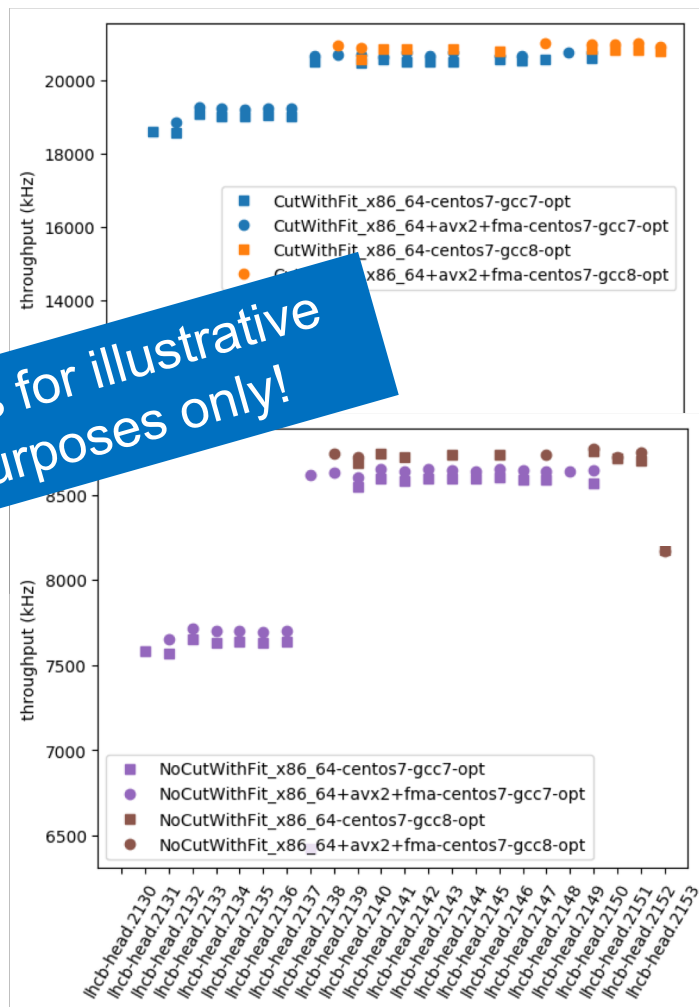 20000
18000
16000
14000
throughput (kHz)
CutWithFit_x86_64-centos7-gcc7-opt
CutWithFit_x86_64+avx2+fma-centos7-gcc7-opt
CutWithFit_x86_64-centos7-gcc8-opt
x86_64+avx2+fma-centos7-gcc8-opt
for illustrative
urposes only!
8500
8000
7500
7000
6500
throughput (kHz)
NoCutWithFit_x86_64-centos7-gcc7-opt
NoCutWithFit_x86_64+avx2+fma-centos7-gcc7-opt
NoCutWithFit_x86_64-centos7-gcc8-opt
NoCutWithFit_x86_64+avx2+fma-centos7-gcc8-opt
lhcb-head.2130
lhcb-head.2131
lhcb-head.2132
lhcb-head.2133
lhcb-head.2134
lhcb-head.2135
lhcb-head.2136
lhcb-head.2137
lhcb-head.2138
lhcb-head.2139
lhcb-head.2140
lhcb-head.2141
lhcb-head.2142
lhcb-head.2143
lhcb-head.2144
lhcb-head.2145
lhcb-head.2146
lhcb-head.2147
lhcb-head.2148
lhcb-head.2149
lhcb-head.2150
lhcb-head.2151
lhcb-head.2152
lhcb-head.2153